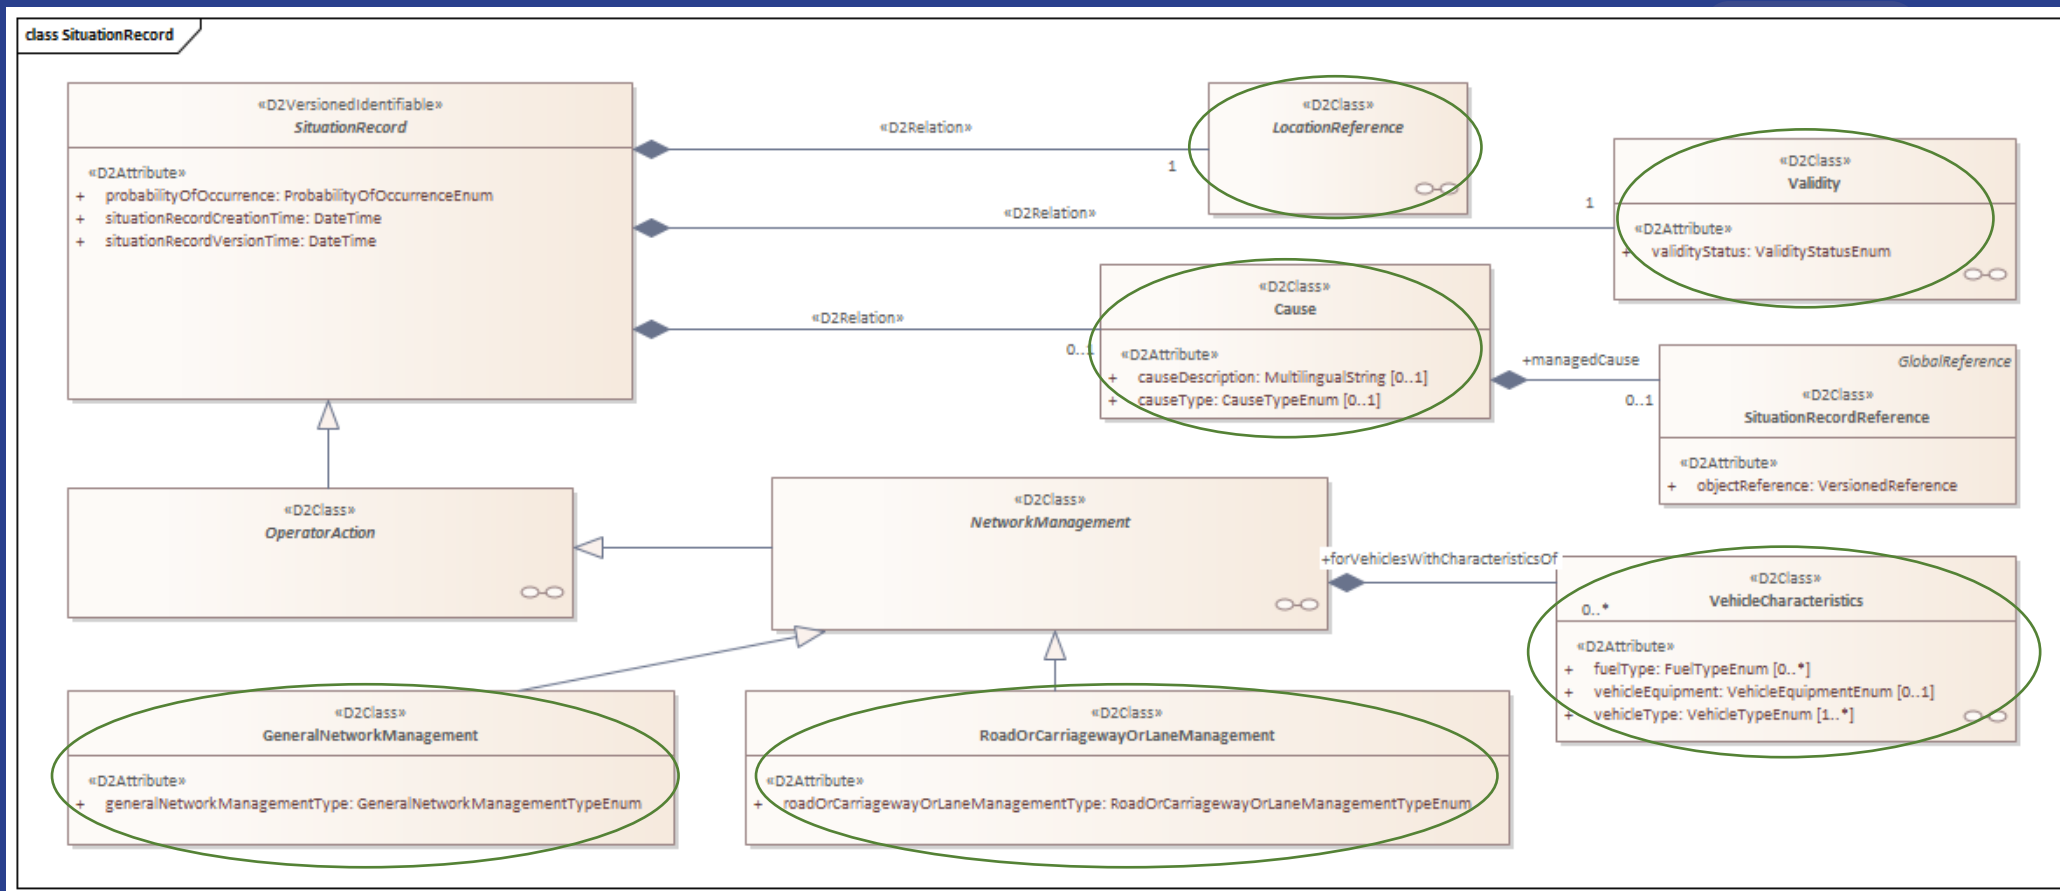 class SituationRecord
«D2VersionedIdentifiable»
SituationRecord
«D2Attribute»
+ probabilityOfOccurrence: ProbabilityOfOccurrenceEnum
+ situationRecordCreationTime: DateTime
+ situationRecordVersionTime: DateTime
«D2Relation»
1
«D2Class»
LocationReference
«D2Relation»
1
«D2Class»
Validity
«D2Attribute»
+ validityStatus: ValidityStatusEnum
«D2Relation»
0..1
«D2Class»
Cause
«D2Attribute»
+ causeDescription: MultilingualString [0..1]
+ causeType: CauseTypeEnum [0..1]
+managedCause
0..1
GlobalReference
«D2Class»
SituationRecordReference
«D2Attribute»
+ objectReference: VersionedReference
«D2Class»
OperatorAction
«D2Class»
NetworkManagement
+forVehiclesWithCharacteristicsOf
0..*
«D2Class»
VehicleCharacteristics
«D2Attribute»
+ fuelType: FuelTypeEnum [0..*]
+ vehicleEquipment: VehicleEquipmentEnum [0..1]
+ vehicleType: VehicleTypeEnum [1..*]
«D2Class»
GeneralNetworkManagement
«D2Attribute»
+ generalNetworkManagementType: GeneralNetworkManagementTypeEnum
«D2Class»
RoadOrCarriagewayOrLaneManagement
«D2Attribute»
+ roadOrCarriagewayOrLaneManagementType: RoadOrCarriagewayOrLaneManagementTypeEnum